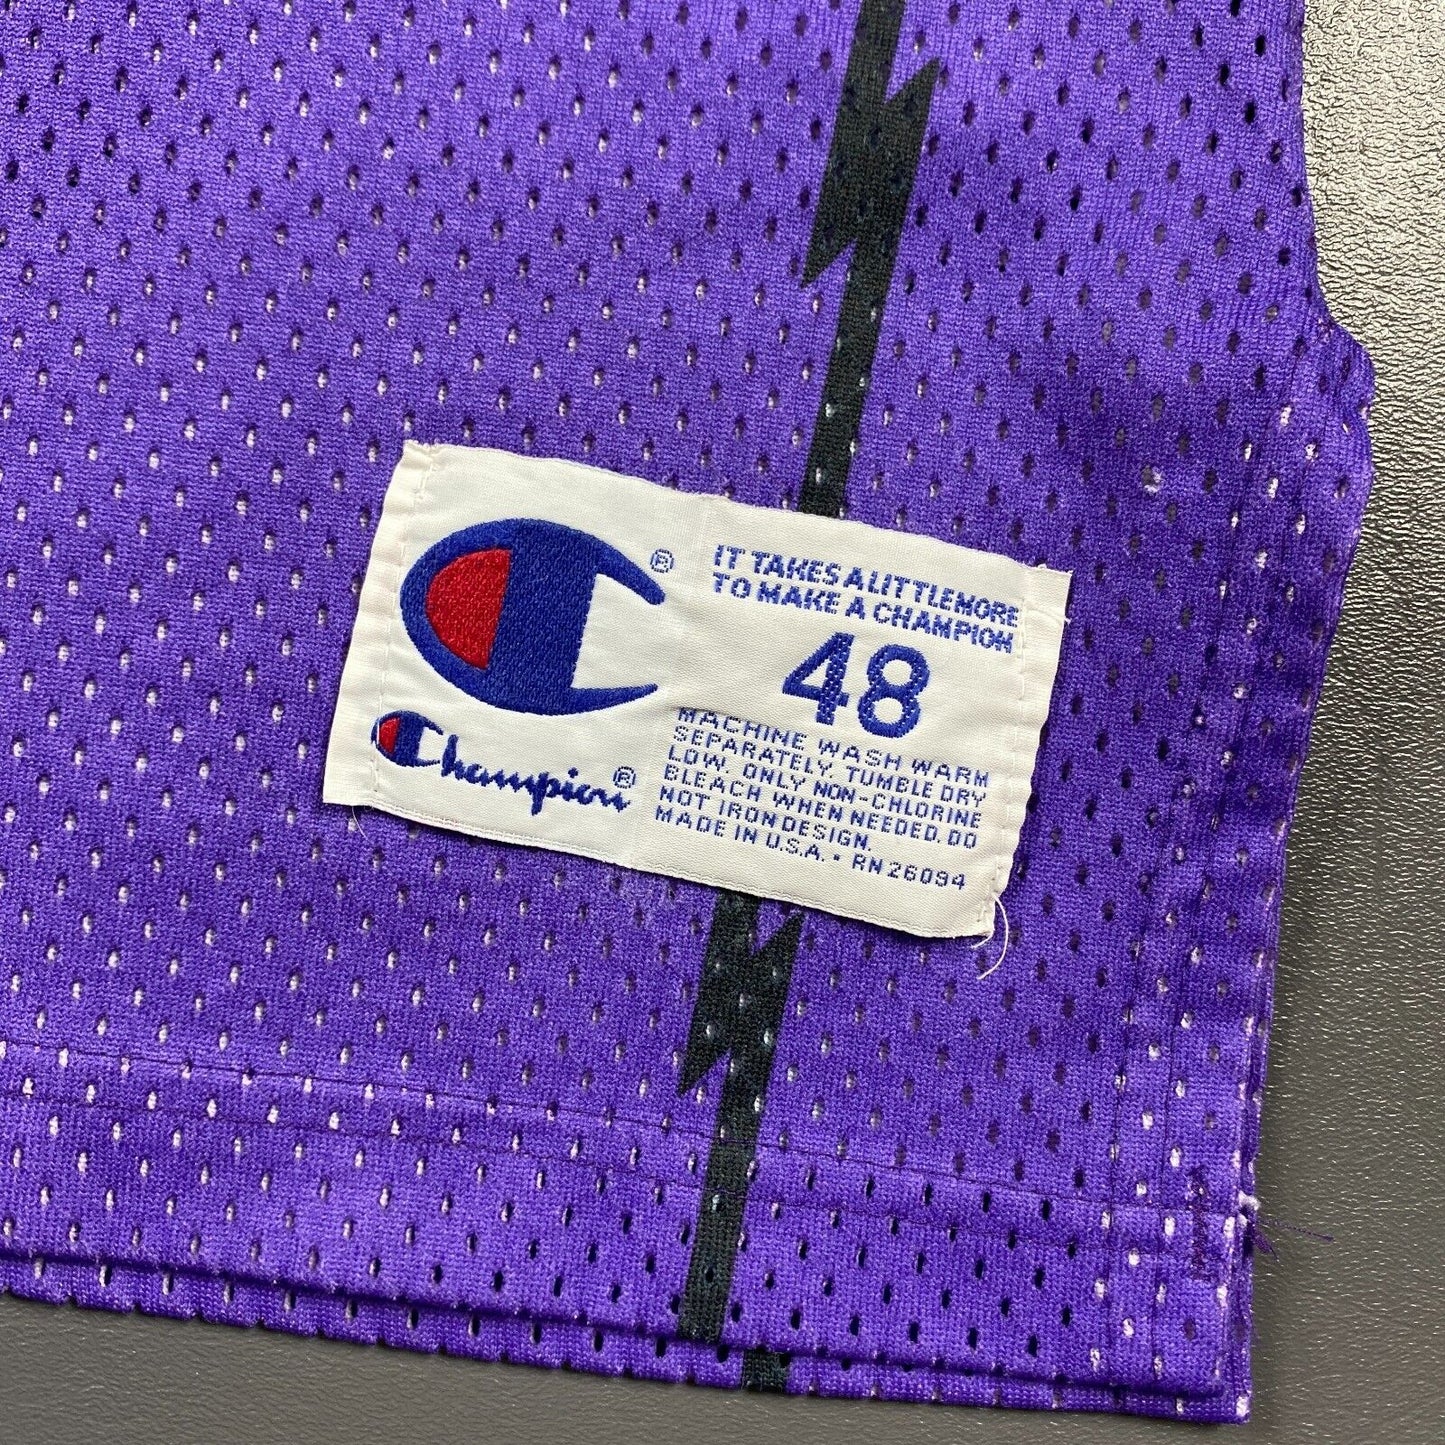 ®
IT TAKES A LITTLE MORE
TO MAKE A CHAMPION
48
Champion®
MACHINE WASH WARM
SEPARATELY. TUMBLE DRY
LOW. ONLY NON-CHLORINE
BLEACH WHEN NEEDED. DO
NOT IRON DESIGN.
MADE IN U.S.A. • RN 26094